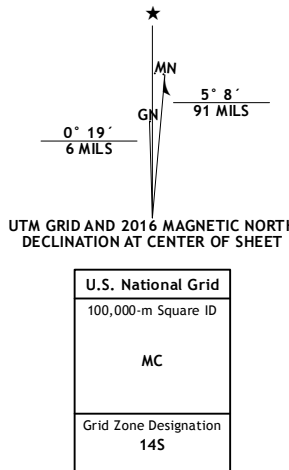 ★
MN
GN
5° 8´
91 MILS
0° 19´
6 MILS
UTM GRID AND 2016 MAGNETIC NORTH
DECLINATION AT CENTER OF SHEET
U.S. National Grid
100,000-m Square ID
MC
Grid Zone Designation
14S